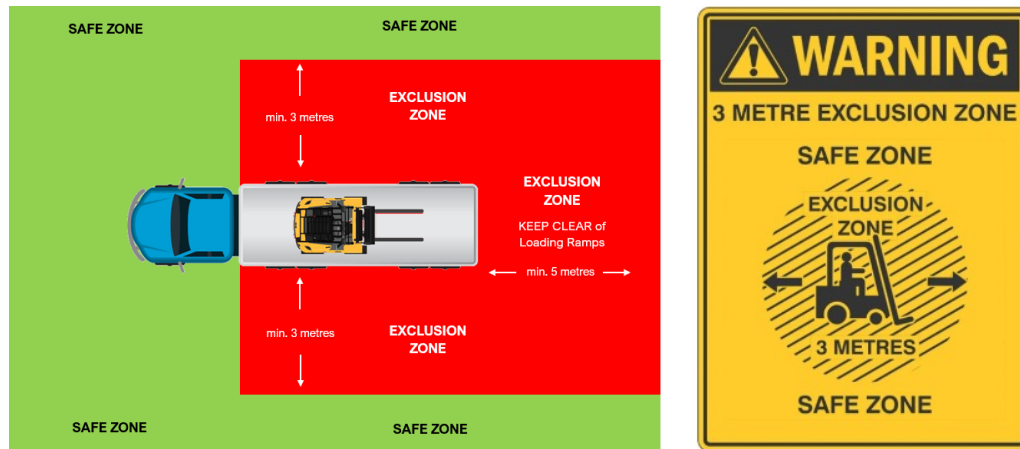 SAFE ZONE
SAFE ZONE
EXCLUSION
ZONE
min. 3 metres
EXCLUSION
ZONE
KEEP CLEAR of
Loading Ramps
min. 5 metres
min. 3 metres
EXCLUSION
ZONE
SAFE ZONE
SAFE ZONE
WARNING
3 METRE EXCLUSION ZONE
SAFE ZONE
EXCLUSION
ZONE
3 METRES
SAFE ZONE